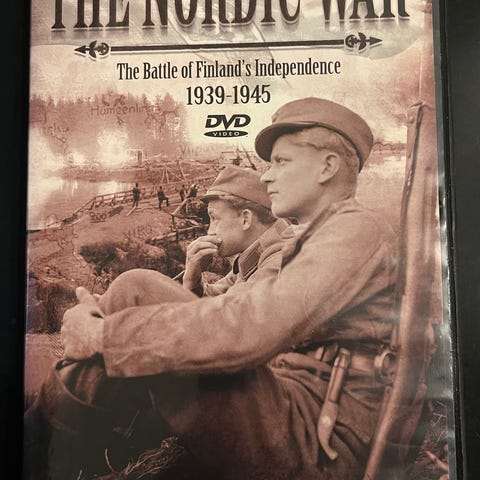 THE NORDIC WAR
The Battle of Finland's Independence
1939-1945
DVD
VIDEO